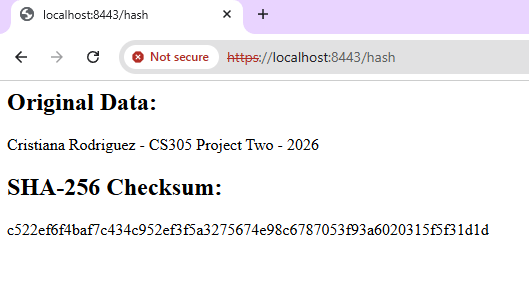 localhost:8443/hash
Not secure https://localhost:8443/hash
Original Data:
Cristiana Rodriguez - CS305 Project Two - 2026
SHA-256 Checksum:
c522ef6f4baf7c434c952ef3f5a3275674e98c6787053f93a6020315f5f31d1d